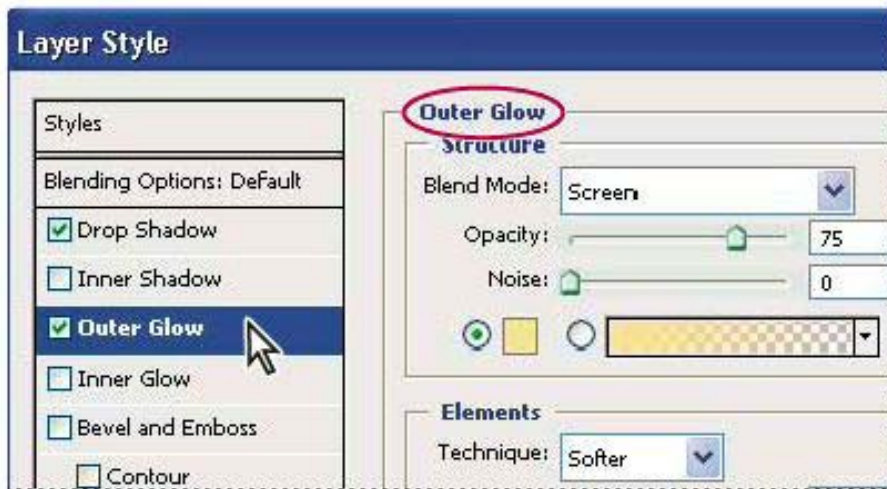 Layer Style
Styles
Blending Options: Default
Drop Shadow
Inner Shadow
Outer Glow
Inner Glow
Bevel and Emboss
Contour
Outer Glow
Structure
Blend Mode: Screen
Opacity: 75
Noise: 0
Elements
Technique: Softer